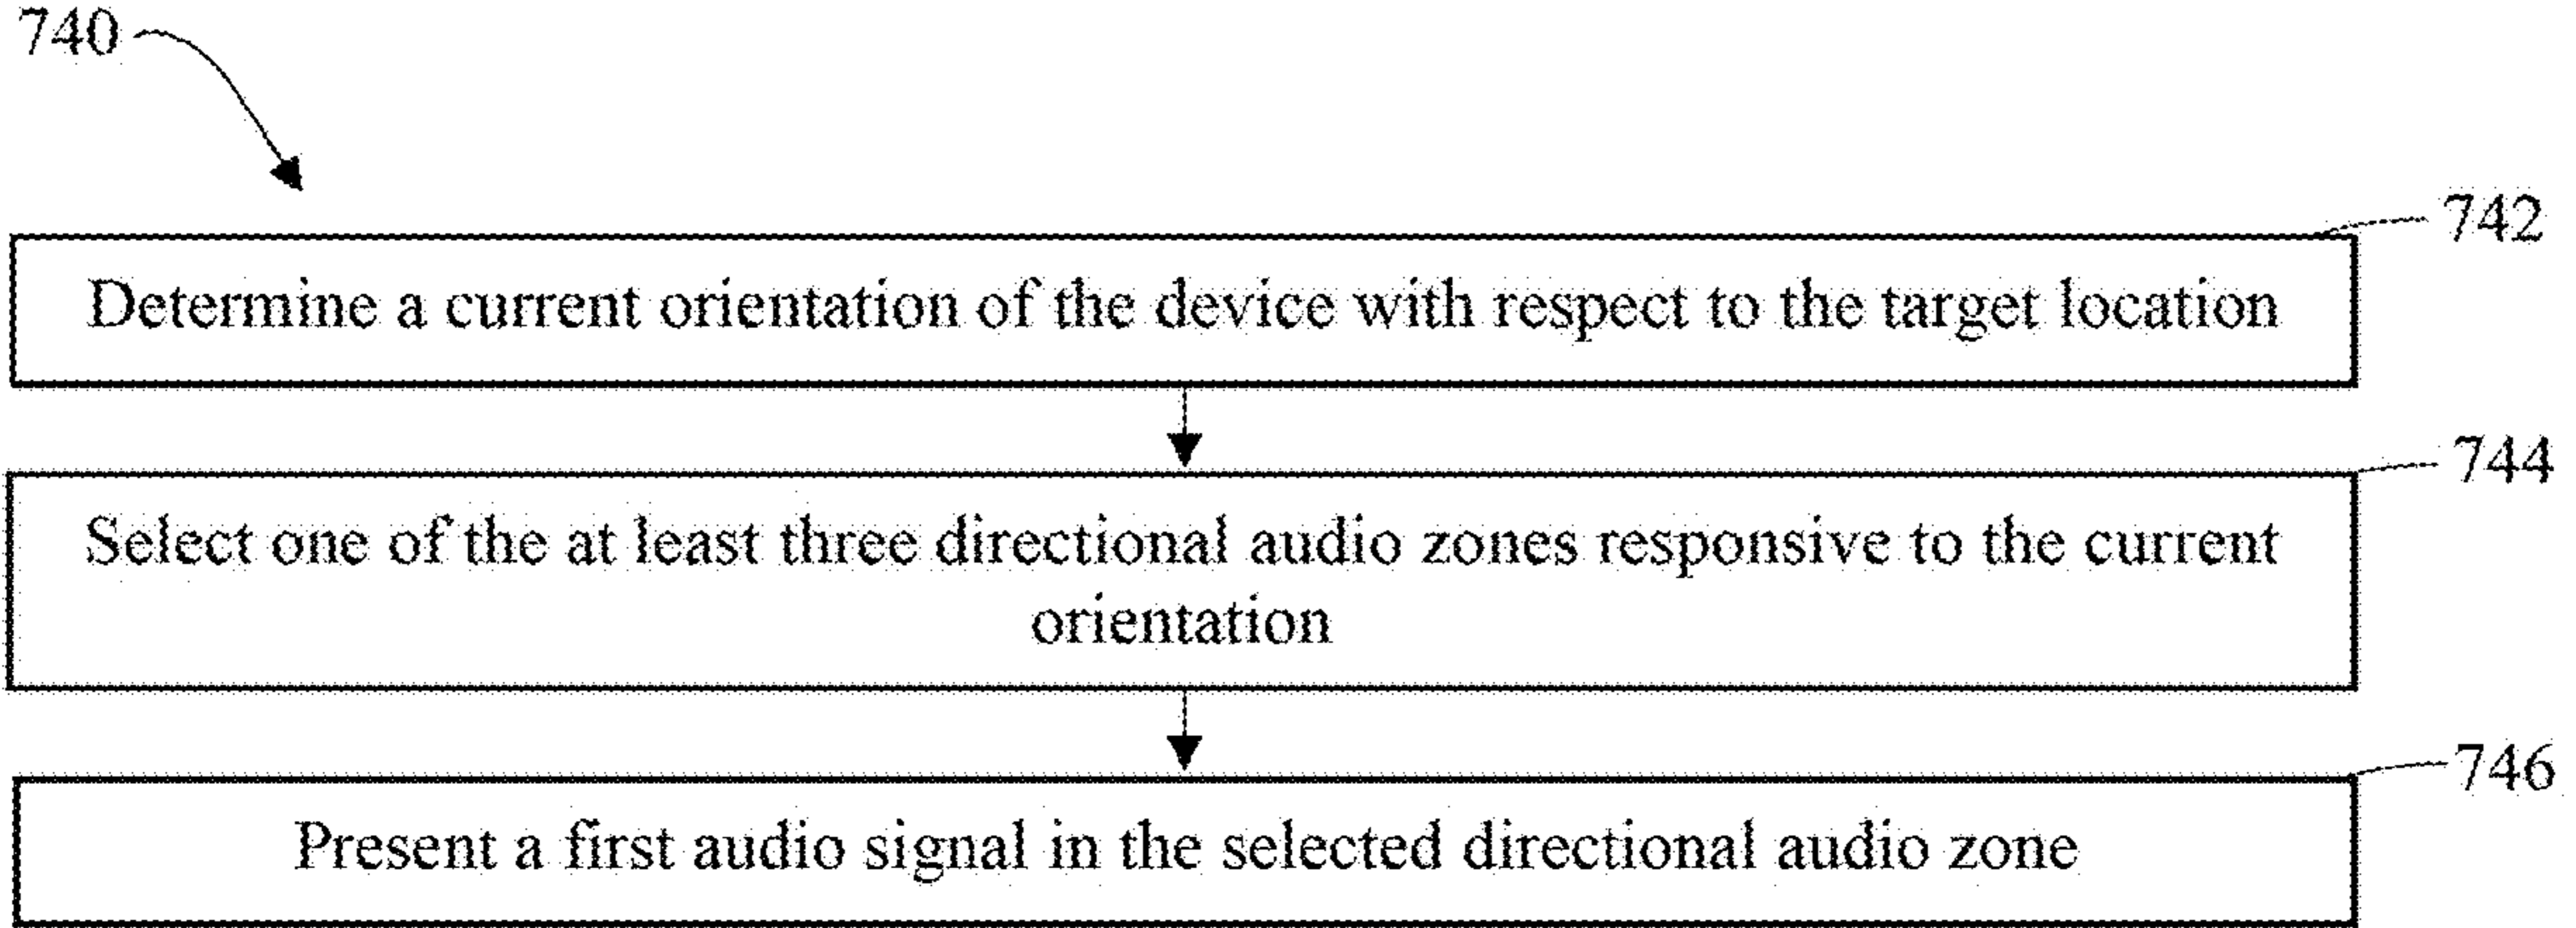 740
742
Determine a current orientation of the device with respect to the target location
744
Select one of the at least three directional audio zones responsive to the current
orientation
746
Present a first audio signal in the selected directional audio zone